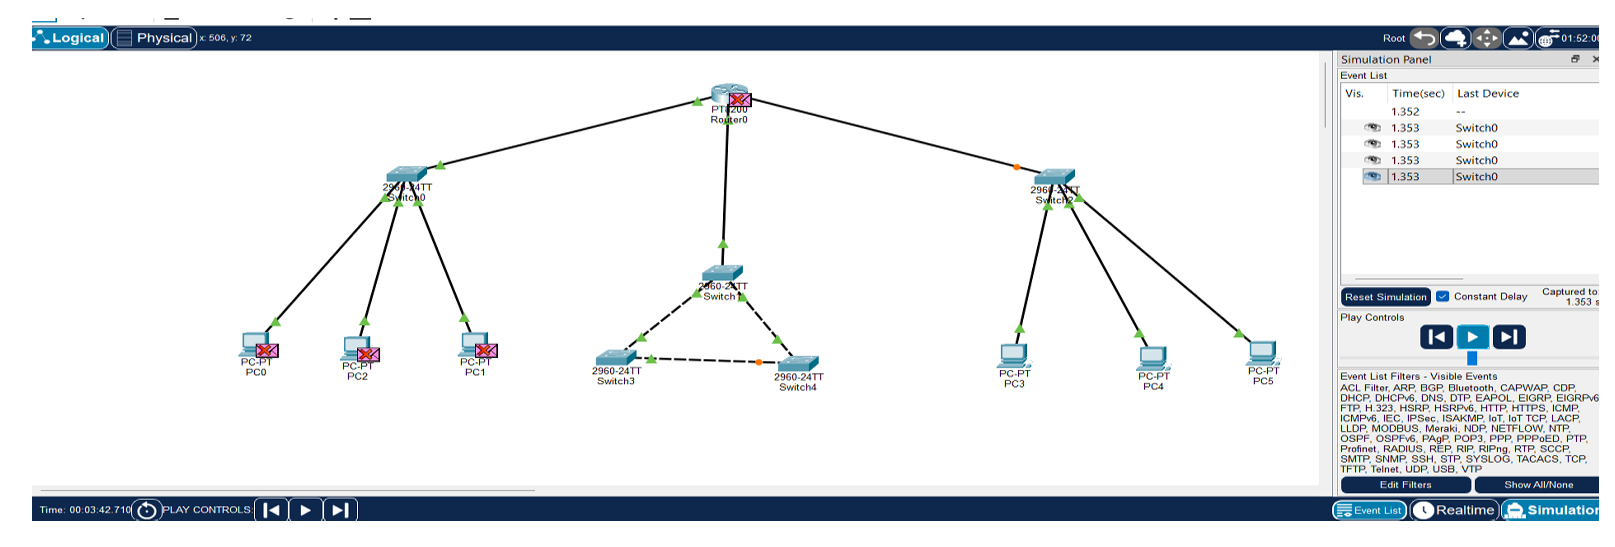 Logical Physical x: 506, y: 72 Root 01:52:00
Simulation Panel
Event List
Vis. Time(sec) Last Device
1.352 --
1.353 Switch0
1.353 Switch0
1.353 Switch0
1.353 Switch0
Reset Simulation Constant Delay Captured to:
1.353 s
Play Controls
Event List Filters - Visible Events
ACL Filter, ARP, BGP, Bluetooth, CAPWAP, CDP,
DHCP, DHCPv6, DNS, DTP, EAPOL, EIGRP, EIGRPv6
FTP, H.323, HSRP, HSRPv6, HTTP, HTTPS, ICMP,
ICMPv6, IEC, IPSec, ISAKMP, IoT, IoT TCP, LACP,
LLDP, MODBUS, Meraki, NDP, NETFLOW, NTP,
OSPF, OSPFv6, PAgP, POP3, PPP, PPPoED, PTP,
Profinet, RADIUS, REP, RIP, RIPng, RTP, SCCP,
SMTP, SNMP, SSH, STP, SYSLOG, TACACS, TCP,
TFTP, Telnet, UDP, USB, VTP
Edit Filters Show All/None
Router0
2960-24TT
Switch0
2960-24TT
Switch2
2960-24TT
Switch1
PC-PT
PC0
PC-PT
PC2
PC-PT
PC1
2960-24TT
Switch3
2960-24TT
Switch4
PC-PT
PC3
PC-PT
PC4
PC-PT
PC5
Time: 00:03:42.710 PLAY CONTROLS: Event List Realtime Simulation